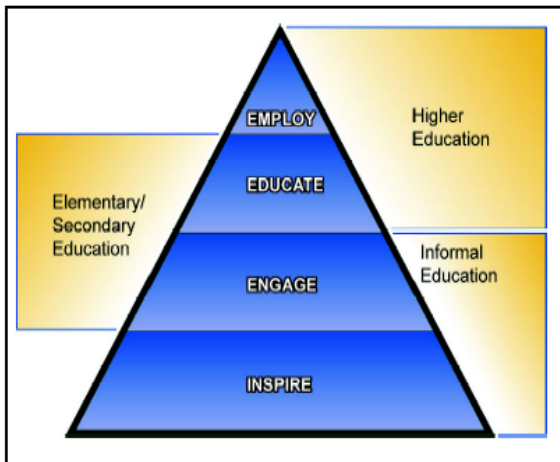 EMPLOY
Higher
Education
EDUCATE
Elementary/
Secondary
Education
Informal
Education
ENGAGE
INSPIRE